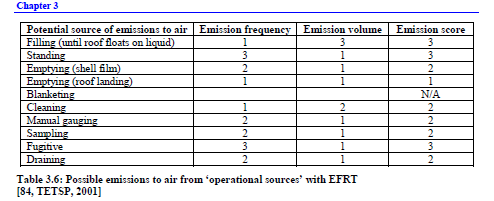 Chapter 3
Potential source of emissions to air Emission frequency Emission volume Emission score
Filling (until roof floats on liquid) 1 3 3
Standing 3 1 3
Emptying (shell film) 2 1 2
Emptying (roof landing) 1 1 1
Blanketing N/A
Cleaning 1 2 2
Manual gauging 2 1 2
Sampling 2 1 2
Fugitive 3 1 3
Draining 2 1 2
Table 3.6: Possible emissions to air from ‘operational sources’ with EFRT
[84, TETSP, 2001]